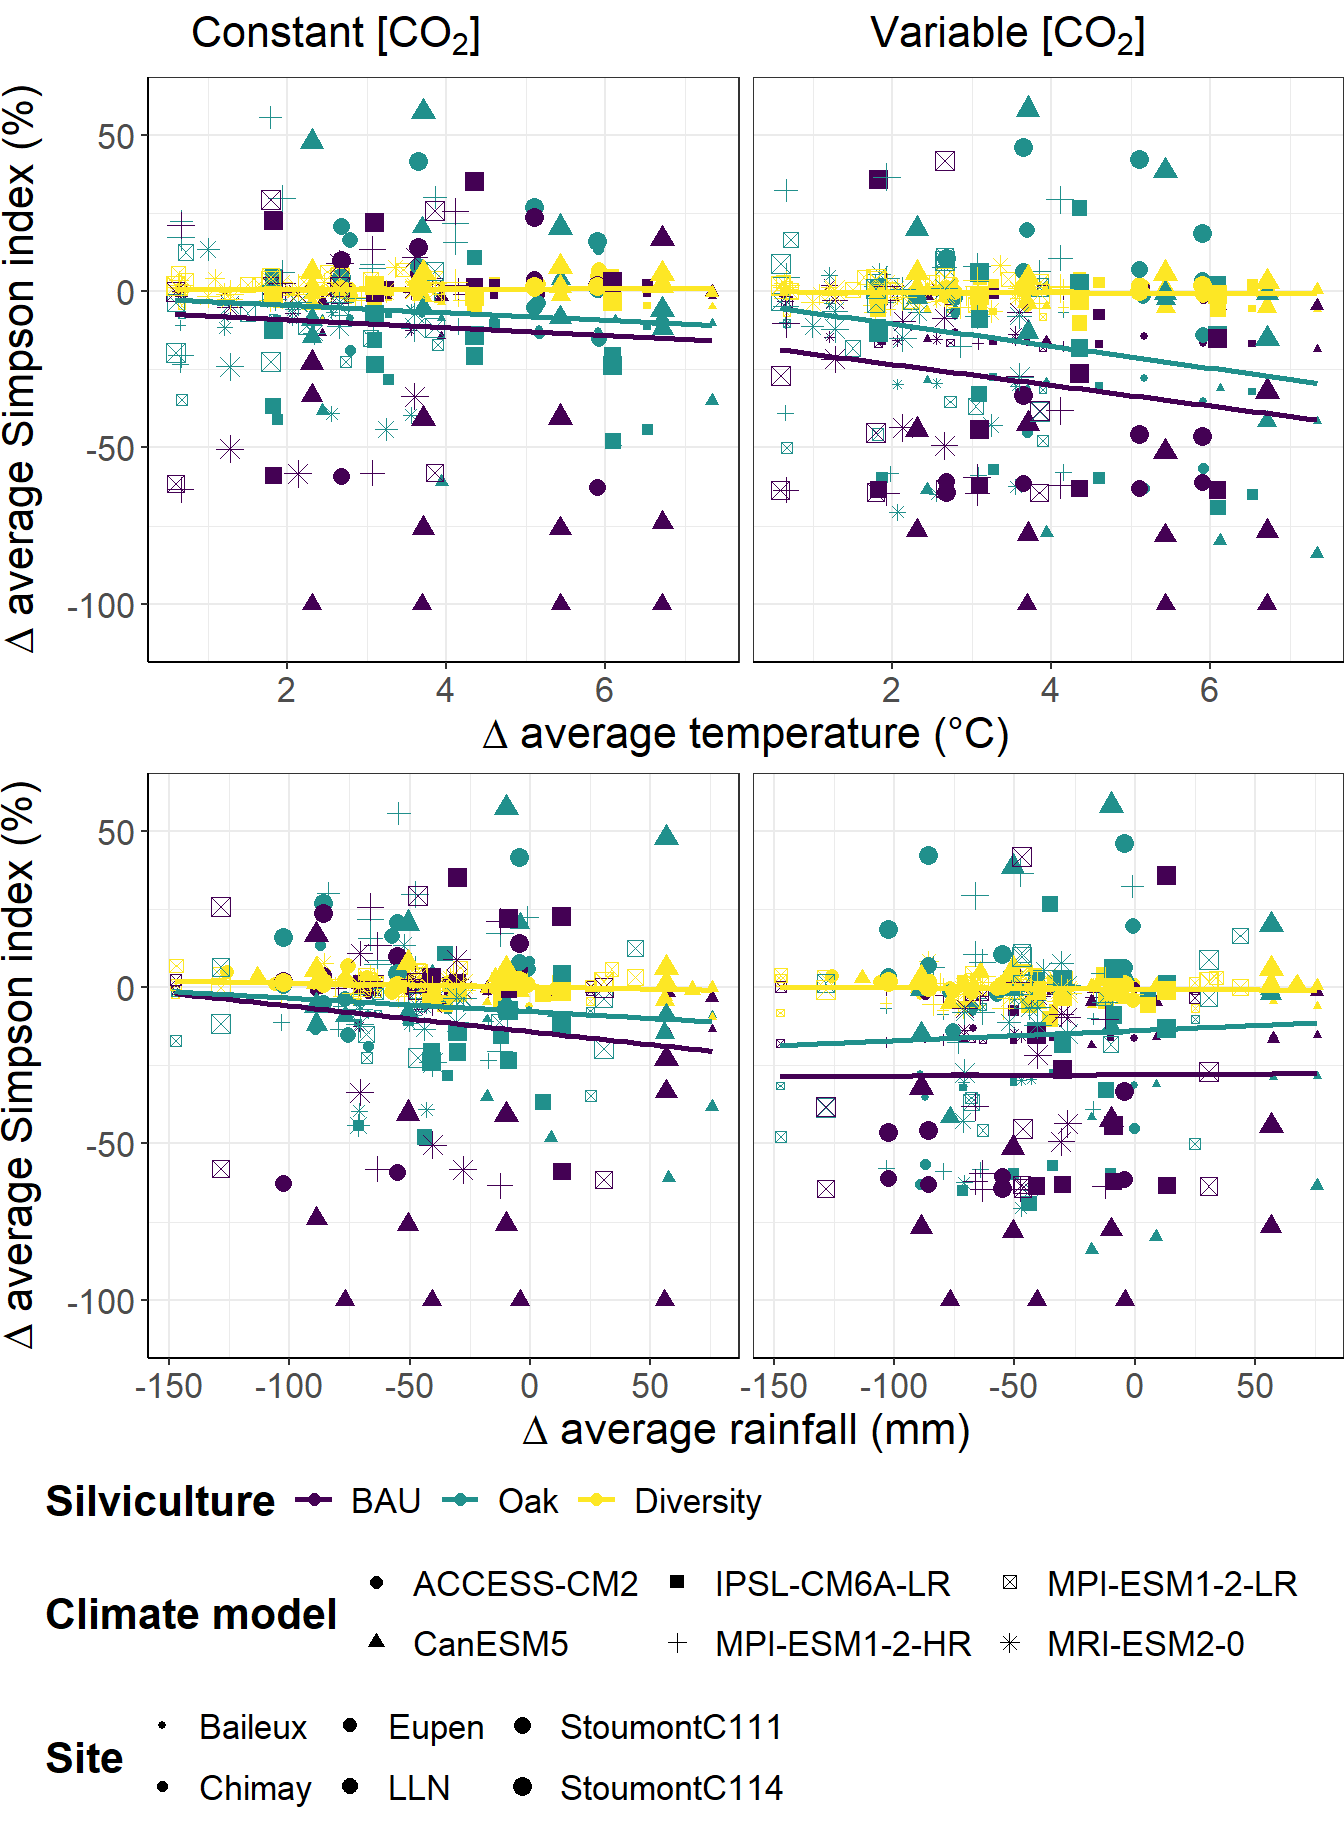 Constant [CO₂] Variable [CO₂]
Δ average Simpson index (%)
50
0
-50
-100
2 4 6 2 4 6
Δ average temperature (°C)
Δ average Simpson index (%)
50
0
-50
-100
-150 -100 -50 0 50 -150 -100 -50 0 50
Δ average rainfall (mm)
Silviculture BAU Oak Diversity
Climate model
ACCESS-CM2 IPSL-CM6A-LR MPI-ESM1-2-LR
CanESM5 MPI-ESM1-2-HR MRI-ESM2-0
Site
Baileux Eupen StoumontC111
Chimay LLN StoumontC114